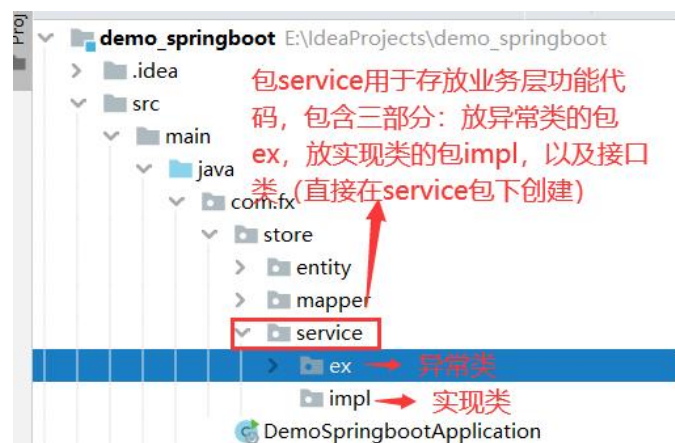 Proj
demo_springboot E:\IdeaProjects\demo_springboot
.idea
src
main
java
com.fx
store
entity
mapper
service
ex
impl
DemoSpringbootApplication
包service用于存放业务层功能代
码，包含三部分：放异常类的包
ex，放实现类的包impl，以及接口
类（直接在service包下创建）
异常类
实现类